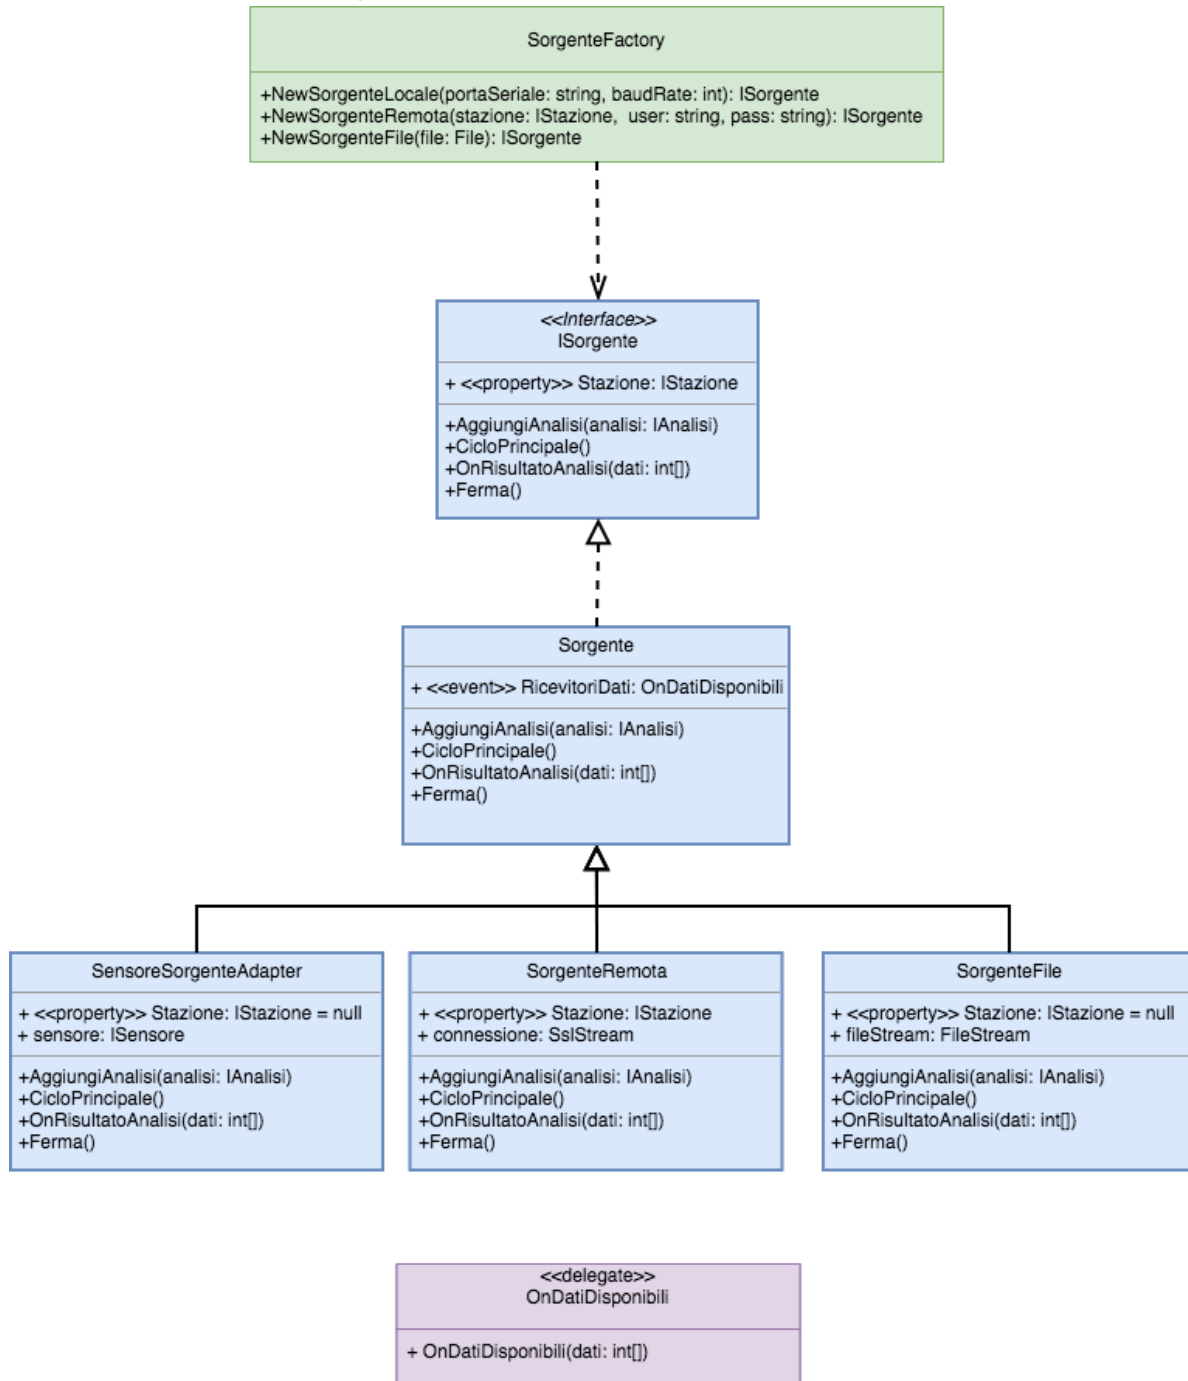 SorgenteFactory
+NewSorgenteLocale(portaSeriale: string, baudRate: int): ISorgente
+NewSorgenteRemota(stazione: IStazione,  user: string, pass: string): ISorgente
+NewSorgenteFile(file: File): ISorgente
<<Interface>>
ISorgente
+ <<property>> Stazione: IStazione
+AggiungiAnalisi(analisi: IAnalisi)
+CicloPrincipale()
+OnRisultatoAnalisi(dati: int[])
+Ferma()
Sorgente
+ <<event>> RicevitoriDati: OnDatiDisponibili
+AggiungiAnalisi(analisi: IAnalisi)
+CicloPrincipale()
+OnRisultatoAnalisi(dati: int[])
+Ferma()
SensoreSorgenteAdapter
+ <<property>> Stazione: IStazione = null
+ sensore: ISensore
+AggiungiAnalisi(analisi: IAnalisi)
+CicloPrincipale()
+OnRisultatoAnalisi(dati: int[])
+Ferma()
SorgenteRemota
+ <<property>> Stazione: IStazione
+ connessione: SslStream
+AggiungiAnalisi(analisi: IAnalisi)
+CicloPrincipale()
+OnRisultatoAnalisi(dati: int[])
+Ferma()
SorgenteFile
+ <<property>> Stazione: IStazione = null
+ fileStream: FileStream
+AggiungiAnalisi(analisi: IAnalisi)
+CicloPrincipale()
+OnRisultatoAnalisi(dati: int[])
+Ferma()
<<delegate>>
OnDatiDisponibili
+ OnDatiDisponibili(dati: int[])